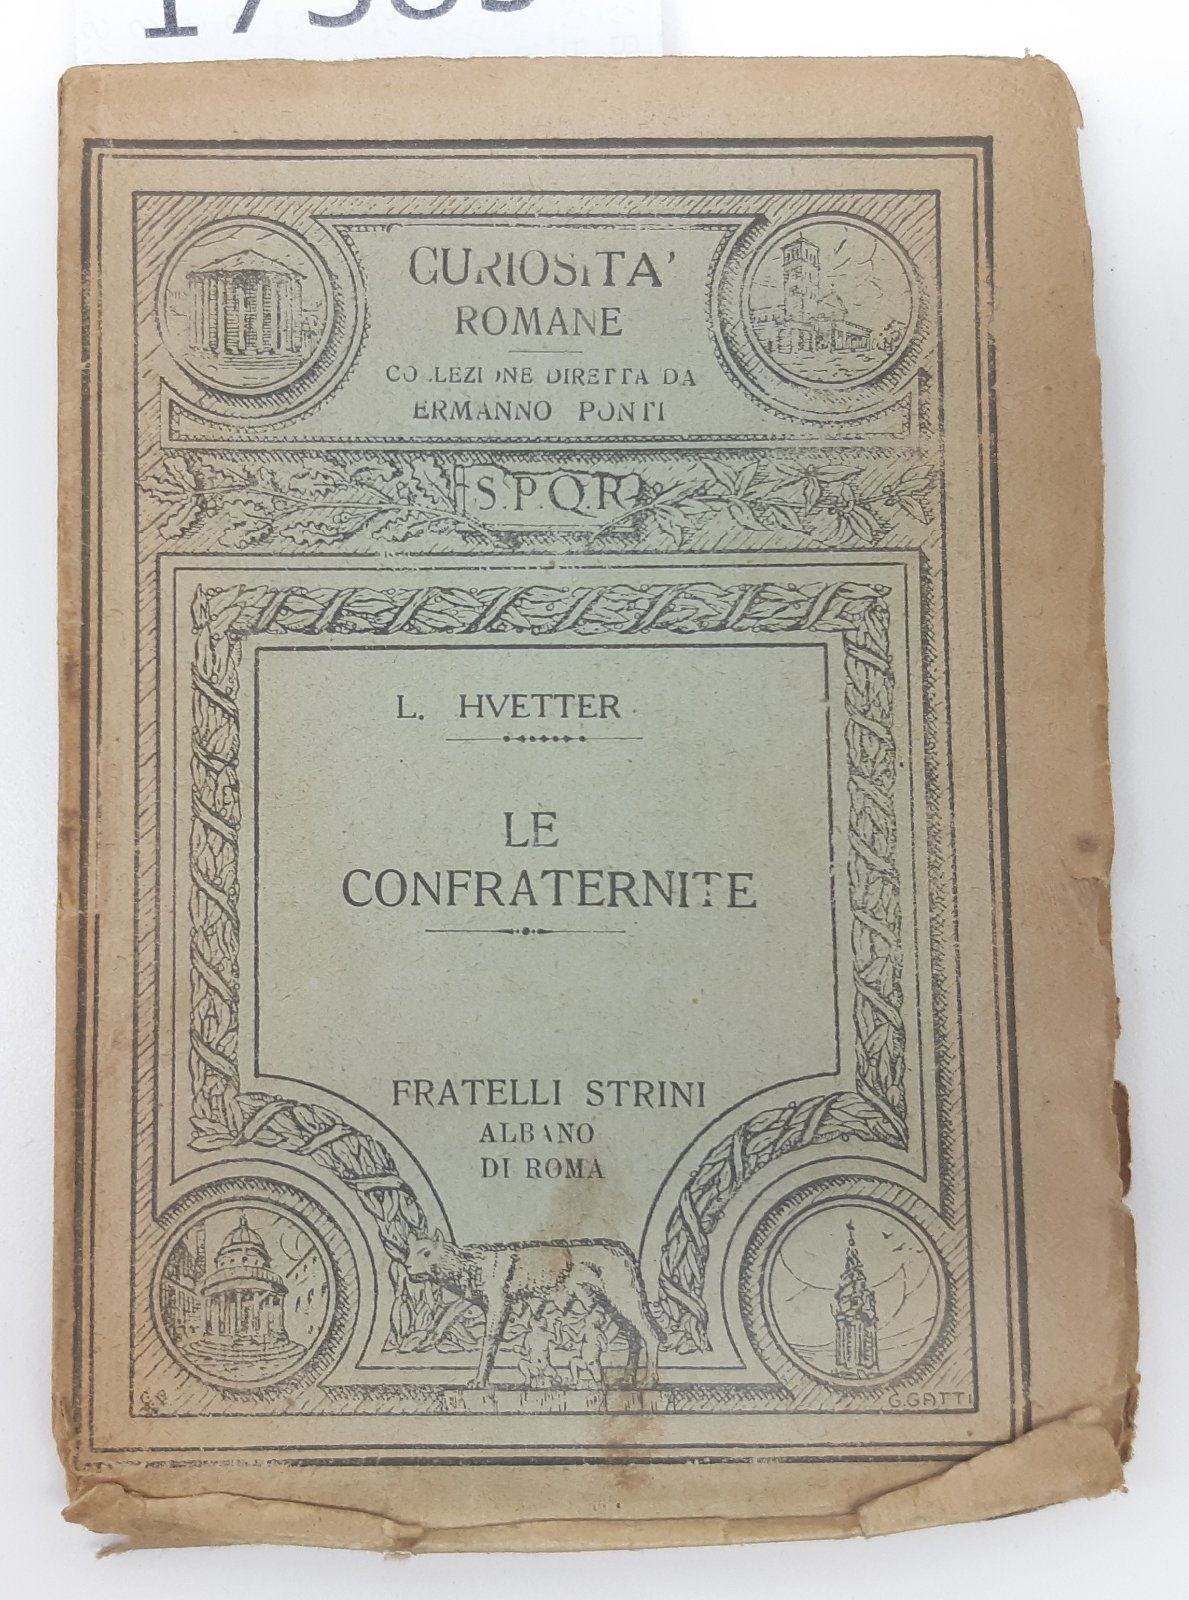 CURIOSITA'
ROMANE
COLLEZIONE DIRETTA DA
ERMANNO PONTI
S.P.Q.R.
L. HVETTER
LE
CONFRATERNITE
FRATELLI STRINI
ALBANO
DI ROMA
G. GATTI